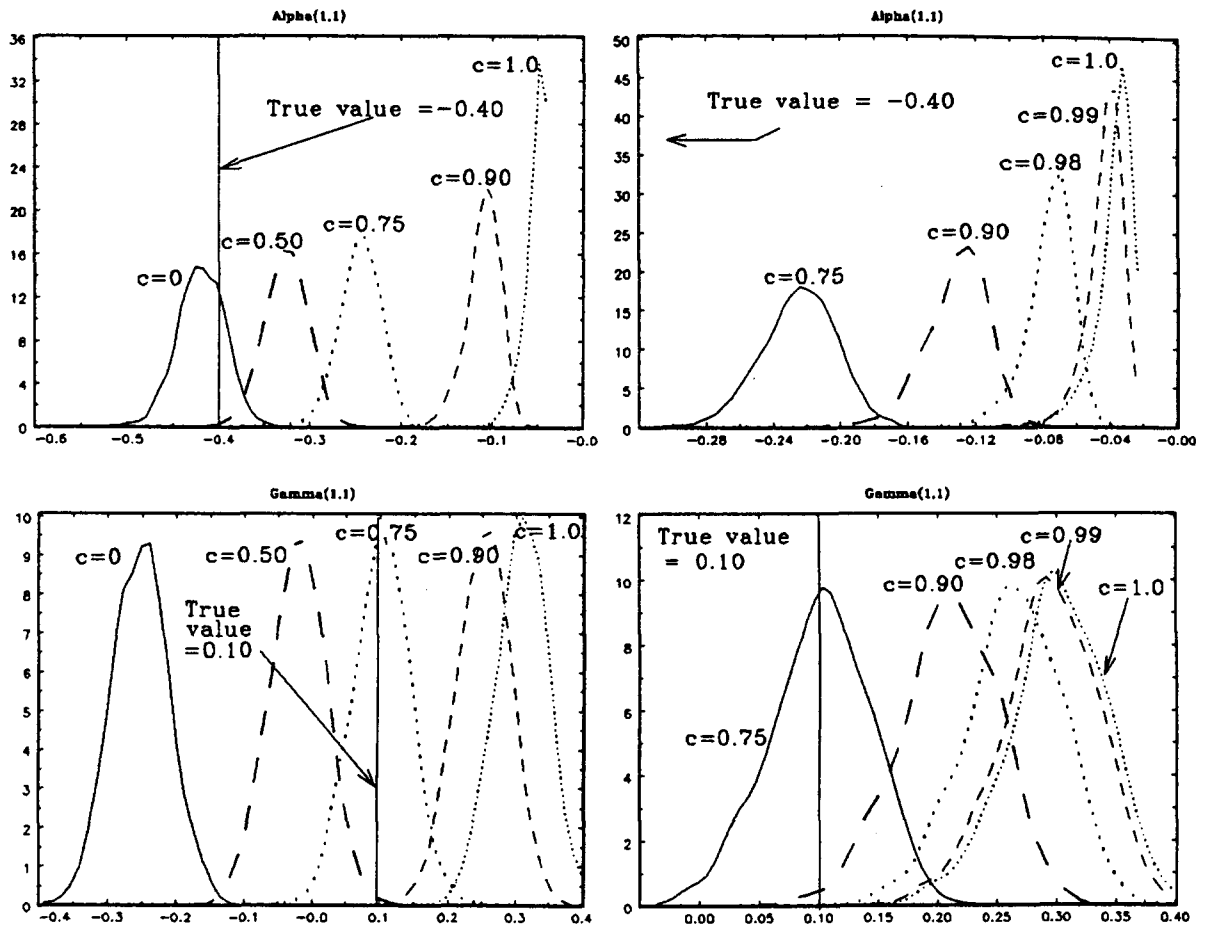 Alpha(1.1)
36
32
28
24
20
16
12
8
4
0
c=1.0
True value =-0.40
c=0.90
c=0.75
c=0.50
c=0
-0.6
-0.5
-0.4
-0.3
-0.2
-0.1
-0.0
Alpha(1.1)
50
45
40
35
30
25
20
15
10
5
0
c=1.0
True value = -0.40
c=0.99
c=0.98
c=0.90
c=0.75
-0.28
-0.24
-0.20
-0.16
-0.12
-0.08
-0.04
-0.00
Gamma(1.1)
10
9
8
7
6
5
4
3
2
1
0
c=0
c=0.50
c=0.75
c=0.90
c=1.0
True
value
=0.10
-0.4
-0.3
-0.2
-0.1
-0.0
0.1
0.2
0.3
0.4
Gamma(1.1)
12
10
8
6
4
2
0
True value
= 0.10
c=0.99
c=0.98
c=0.90
c=1.0
c=0.75
0.00
0.05
0.10
0.15
0.20
0.25
0.30
0.35
0.40